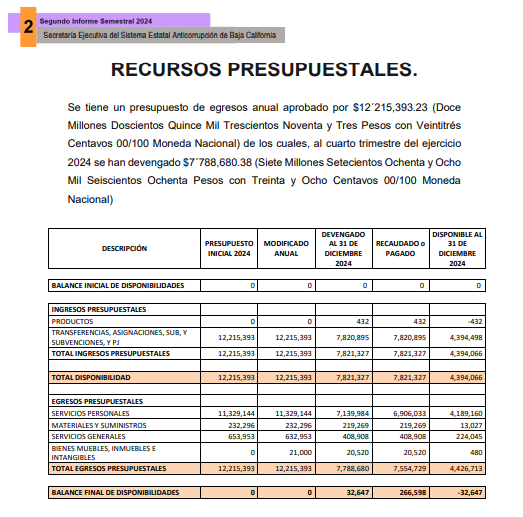 2
Segundo Informe Semestral 2024
Secretaría Ejecutiva del Sistema Estatal Anticorrupción de Baja California
RECURSOS PRESUPUESTALES.
Se tiene un presupuesto de egresos anual aprobado por $12´215,393.23 (Doce
Millones Doscientos Quince Mil Trescientos Noventa y Tres Pesos con Veintitrés
Centavos 00/100 Moneda Nacional) de los cuales, al cuarto trimestre del ejercicio
2024 se han devengado $7´788,680.38 (Siete Millones Setecientos Ochenta y Ocho
Mil Seiscientos Ochenta Pesos con Treinta y Ocho Centavos 00/100 Moneda
Nacional)
DESCRIPCIÓN PRESUPUESTO INICIAL 2024 MODIFICADO ANUAL DEVENGADO AL 31 DE DICIEMBRE 2024 RECAUDADO o PAGADO DISPONIBLE AL 31 DE DICIEMBRE 2024
BALANCE INICIAL DE DISPONIBILIDADES 0 0 0 0 0
INGRESOS PRESUPUESTALES
PRODUCTOS 0 0 432 432 -432
TRANSFERENCIAS, ASIGNACIONES, SUB, Y SUBVENCIONES, Y PJ 12,215,393 12,215,393 7,820,895 7,820,895 4,394,498
TOTAL INGRESOS PRESUPUESTALES 12,215,393 12,215,393 7,821,327 7,821,327 4,394,066
TOTAL DISPONIBILIDAD 12,215,393 12,215,393 7,821,327 7,821,327 4,394,066
EGRESOS PRESUPUESTALES
SERVICIOS PERSONALES 11,329,144 11,329,144 7,139,984 6,906,033 4,189,160
MATERIALES Y SUMINISTROS 232,296 232,296 219,269 219,269 13,027
SERVICIOS GENERALES 653,953 632,953 408,908 408,908 224,045
BIENES MUEBLES, INMUEBLES E INTANGIBLES 0 21,000 20,520 20,520 480
TOTAL EGRESOS PRESUPUESTALES 12,215,393 12,215,393 7,788,680 7,554,729 4,426,713
BALANCE FINAL DE DISPONIBILIDADES 0 0 32,647 266,598 -32,647